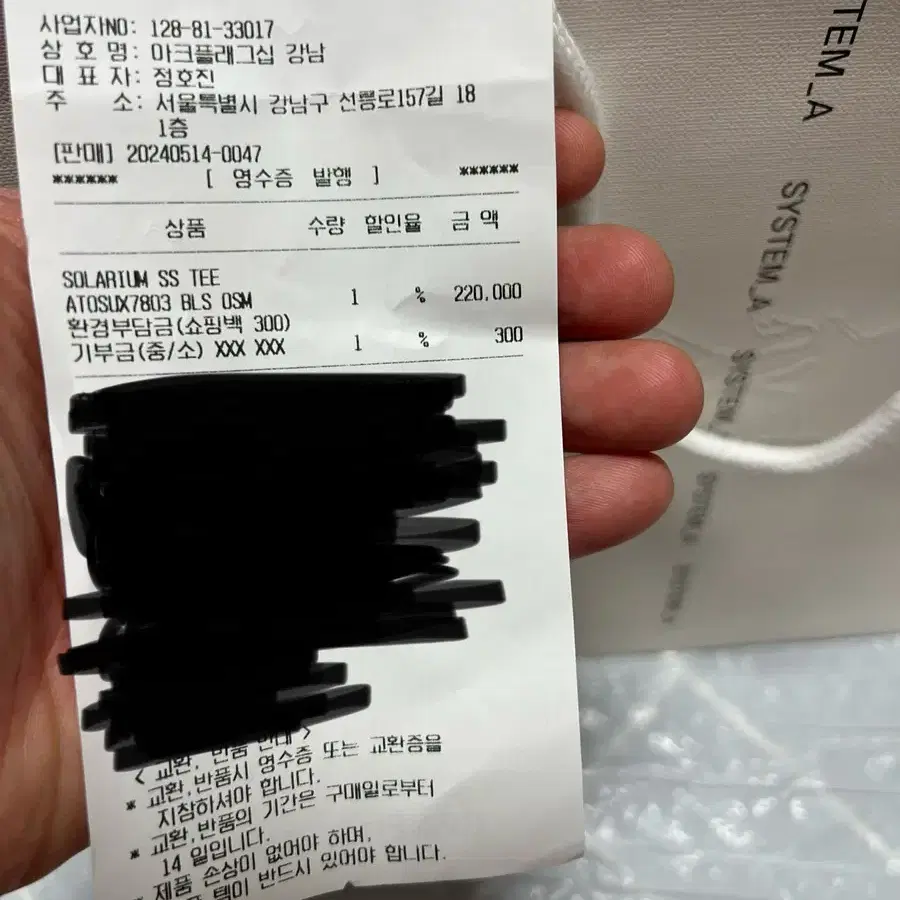 사업자NO: 128-81-33017
상 호 명: 마크플래그십 강남
대 표 자: 정호진
주 소: 서울특별시 강남구 선릉로157길 18
1층
[판매] 20240514-0047
****** [ 영수증 발행 ] ******
상품 수량 할인율 금 액
SOLARIUM SS TEE
ATOSUX7803 BLS OSM 1 % 220,000
환경부담금(쇼핑백 300)
기부금(중/소) XXX XXX 1 % 300
< 교환, 반품 안내 >
* 교환,반품시 영수증 또는 교환증을
지참하셔야 합니다.
* 교환,반품의 기간은 구매일로부터
14 일입니다.
제품 손상이 없어야 하며,
텍이 반드시 있어야 합니다.
TEM_A
SYSTEM_A
SYSTEM_
SYSTEM_A